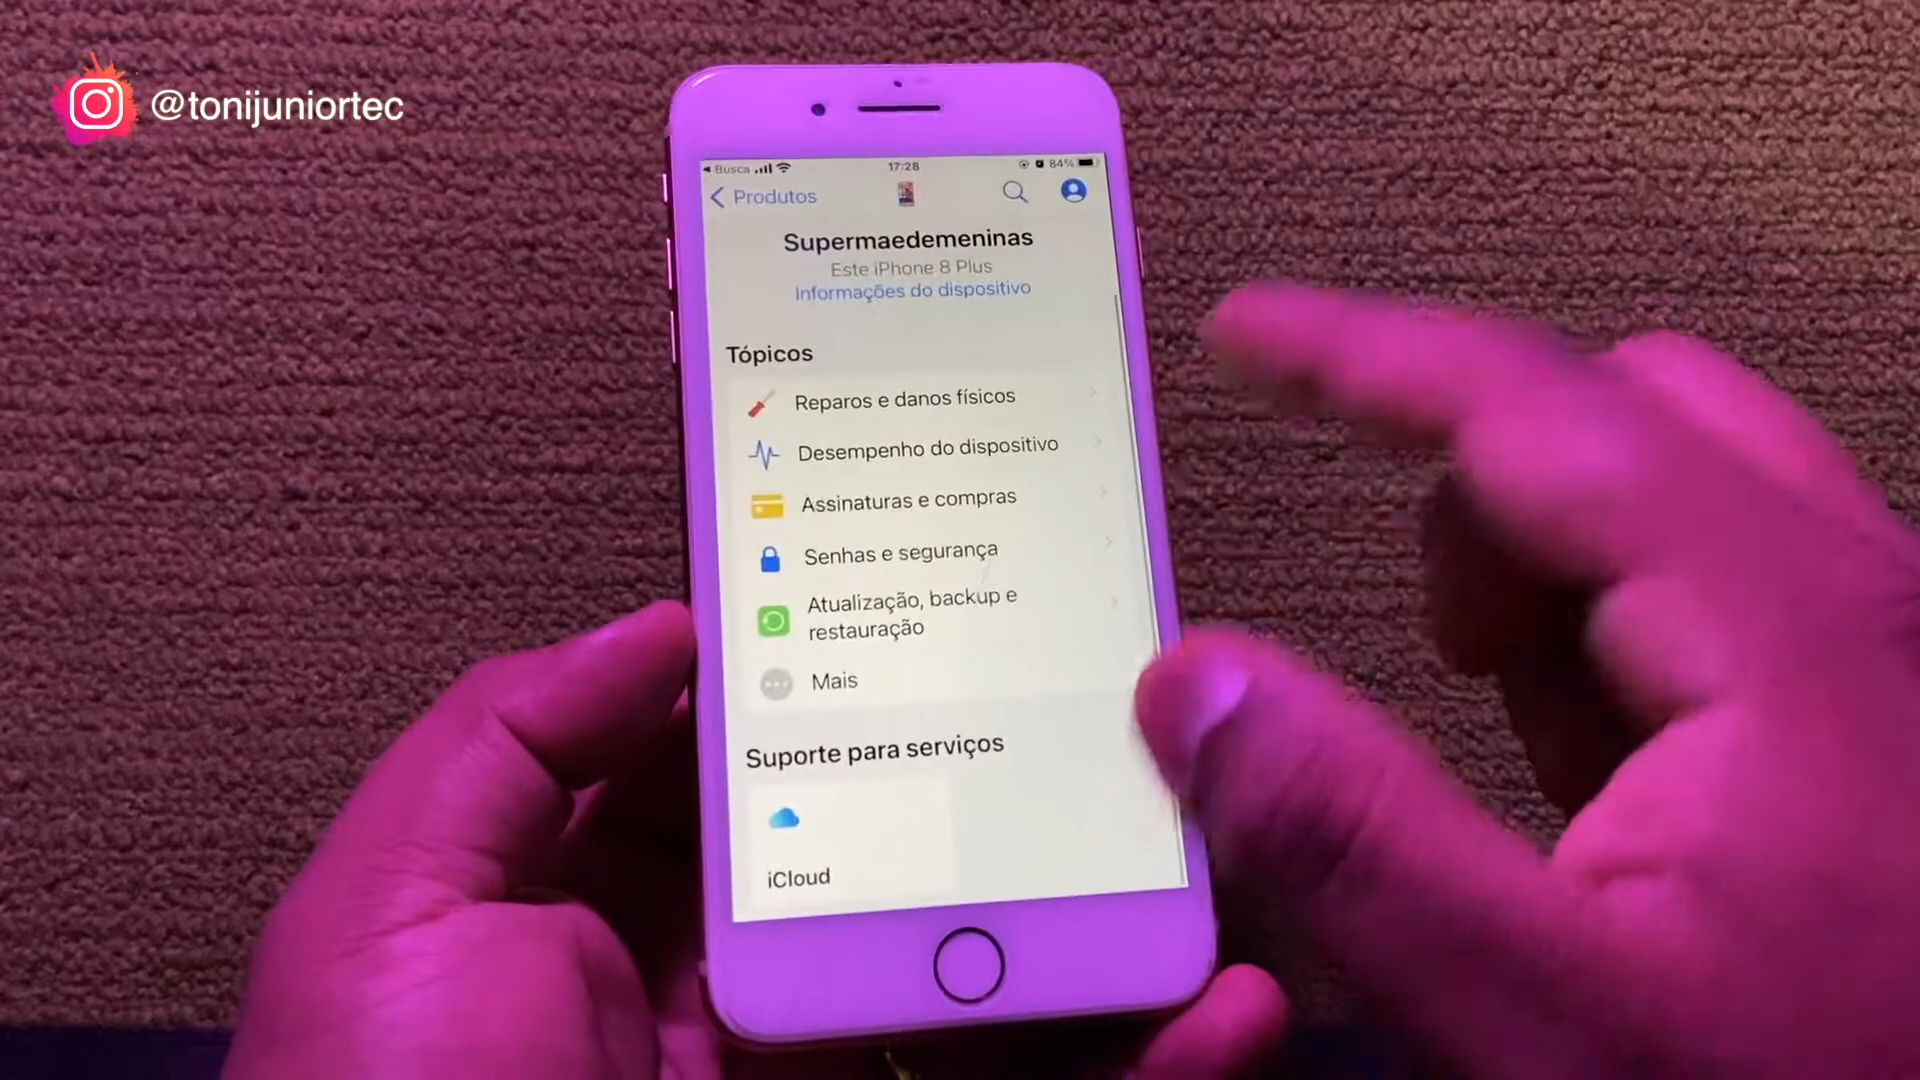 @tonijuniortec
Busca
17:28
84%
Produtos
Supermaedemeninas
Este iPhone 8 Plus
Informações do dispositivo
Tópicos
Reparos e danos físicos
Desempenho do dispositivo
Assinaturas e compras
Senhas e segurança
Atualização, backup e
restauração
Mais
Suporte para serviços
iCloud